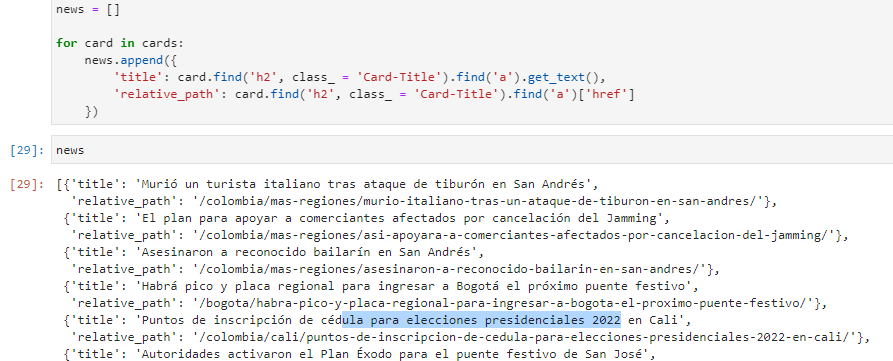 news = []
for card in cards:
news.append({
'title': card.find('h2', class_ = 'Card-Title').find('a').get_text(),
'relative_path': card.find('h2', class_ = 'Card-Title').find('a')['href']
})
[29]: news
[29]: [{'title': 'Murió un turista italiano tras ataque de tiburón en San Andrés',
'relative_path': '/colombia/mas-regiones/murio-italiano-tras-un-ataque-de-tiburon-en-san-andres/'},
{'title': 'El plan para apoyar a comerciantes afectados por cancelación del Jamming',
'relative_path': '/colombia/mas-regiones/asi-apoyara-a-comerciantes-afectados-por-cancelacion-del-jamming/'},
{'title': 'Asesinaron a reconocido bailarín en San Andrés',
'relative_path': '/colombia/mas-regiones/asesinaron-a-reconocido-bailarin-en-san-andres/'},
{'title': 'Habrá pico y placa regional para ingresar a Bogotá el próximo puente festivo',
'relative_path': '/bogota/habra-pico-y-placa-regional-para-ingresar-a-bogota-el-proximo-puente-festivo/'},
{'title': 'Puntos de inscripción de cédula para elecciones presidenciales 2022 en Cali',
'relative_path': '/colombia/cali/puntos-de-inscripcion-de-cedula-para-elecciones-presidenciales-2022-en-cali/'},
{'title': 'Autoridades activaron el Plan Éxodo para el puente festivo de San José',